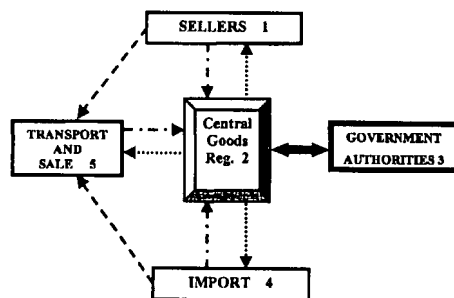 SELLERS 1
Central
Goods
Reg. 2
TRANSPORT
AND
SALE 5
GOVERNMENT
AUTHORITIES 3
IMPORT 4